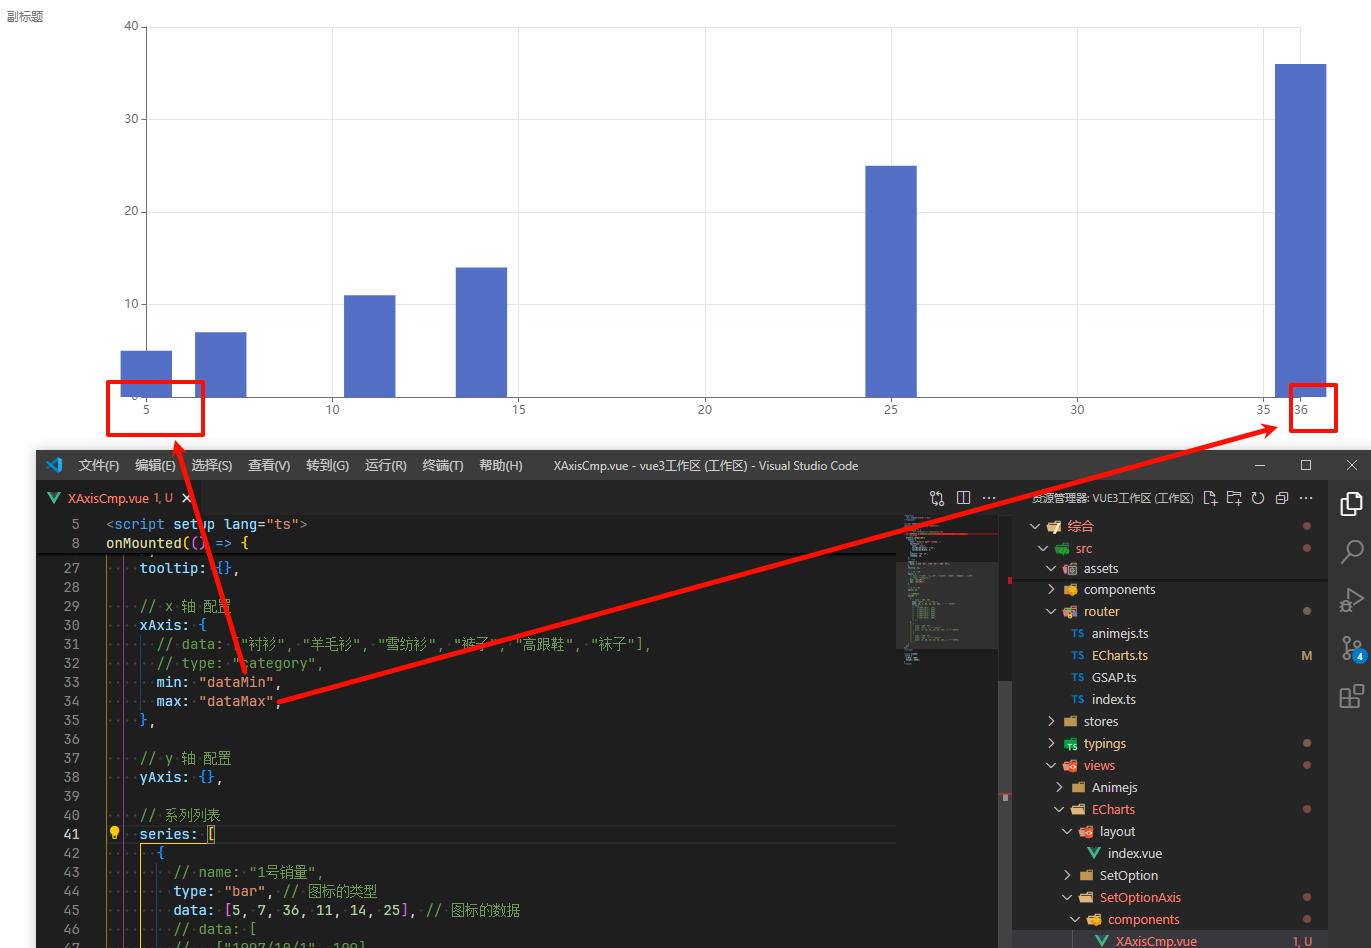 副标题
40
30
20
10
0
5
10
15
20
25
30
35
36
文件(F) 编辑(E) 选择(S) 查看(V) 转到(G) 运行(R) 终端(T) 帮助(H) XAxisCmp.vue - vue3工作区 (工作区) - Visual Studio Code
XAxisCmp.vue 1, U
5 <script setup lang="ts">
8 onMounted(() => {
27 tooltip: {},
28
29 // x 轴 配置
30 xAxis: {
31 // data: ["衬衫", "羊毛衫", "雪纺衫", "裤子", "高跟鞋", "袜子"],
32 // type: "category",
33 min: "dataMin",
34 max: "dataMax",
35 },
36
37 // y 轴 配置
38 yAxis: {},
39
40 // 系列列表
41 series: [
42 {
43 // name: "1号销量",
44 type: "bar", // 图标的类型
45 data: [5, 7, 36, 11, 14, 25], // 图标的数据
46 // data: [
资源管理器: VUE3工作区 (工作区)
综合
src
assets
components
router
TS animejs.ts
TS ECharts.ts M
TS GSAP.ts
TS index.ts
stores
typings
views
Animejs
ECharts
layout
index.vue
SetOption
SetOptionAxis
components
XAxisCmp.vue 1, U
4